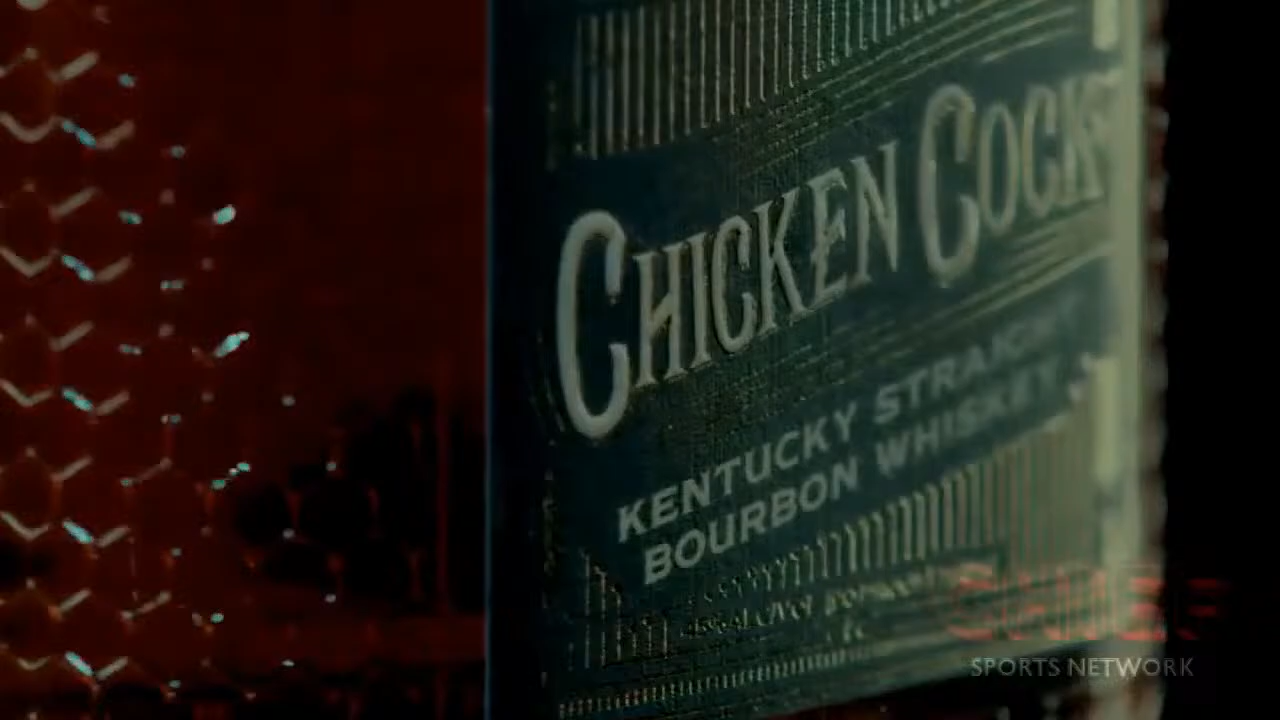 CHICKEN COCK
KENTUCKY STRAIGHT
BOURBON WHISKEY
SPORTS NETWORK